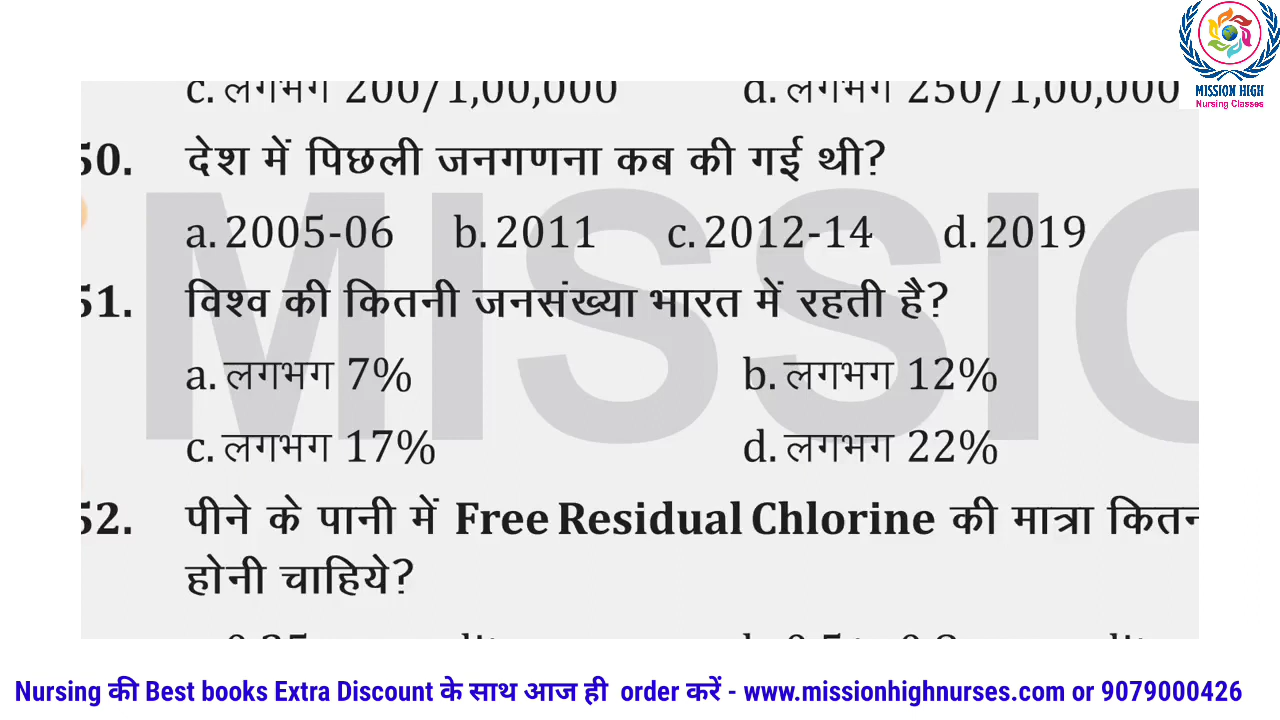 MISSION HIGH
Nursing Classes
c. लगभग 200/1,00,000 d. लगभग 250/1,00,000
50. देश में पिछली जनगणना कब की गई थी?
a. 2005-06 b. 2011 c. 2012-14 d. 2019
51. विश्व की कितनी जनसंख्या भारत में रहती है?
a. लगभग 7% b. लगभग 12%
c. लगभग 17% d. लगभग 22%
52. पीने के पानी में Free Residual Chlorine की मात्रा
होनी चाहिये?
Nursing की Best books Extra Discount के साथ आज ही order करें - www.missionhighnurses.com or 9079000426